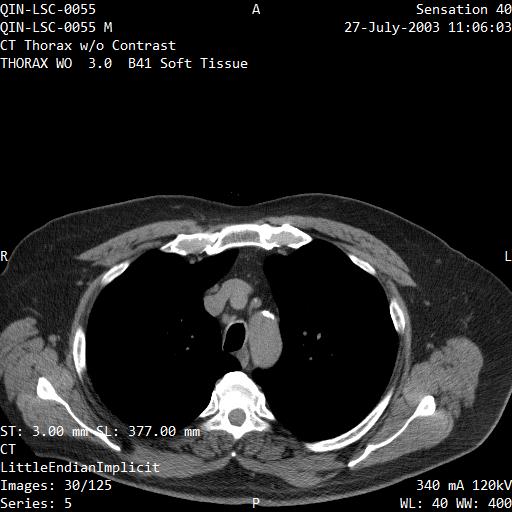 QIN-LSC-0055 A Sensation 40
QIN-LSC-0055 M 27-July-2003 11:06:03
CT Thorax w/o Contrast
THORAX WO 3.0 B41 Soft Tissue
R L
ST: 3.00 mm SL: 377.00 mm
CT
LittleEndianImplicit
Images: 30/125 340 mA 120kV
Series: 5 P WL: 40 WW: 400